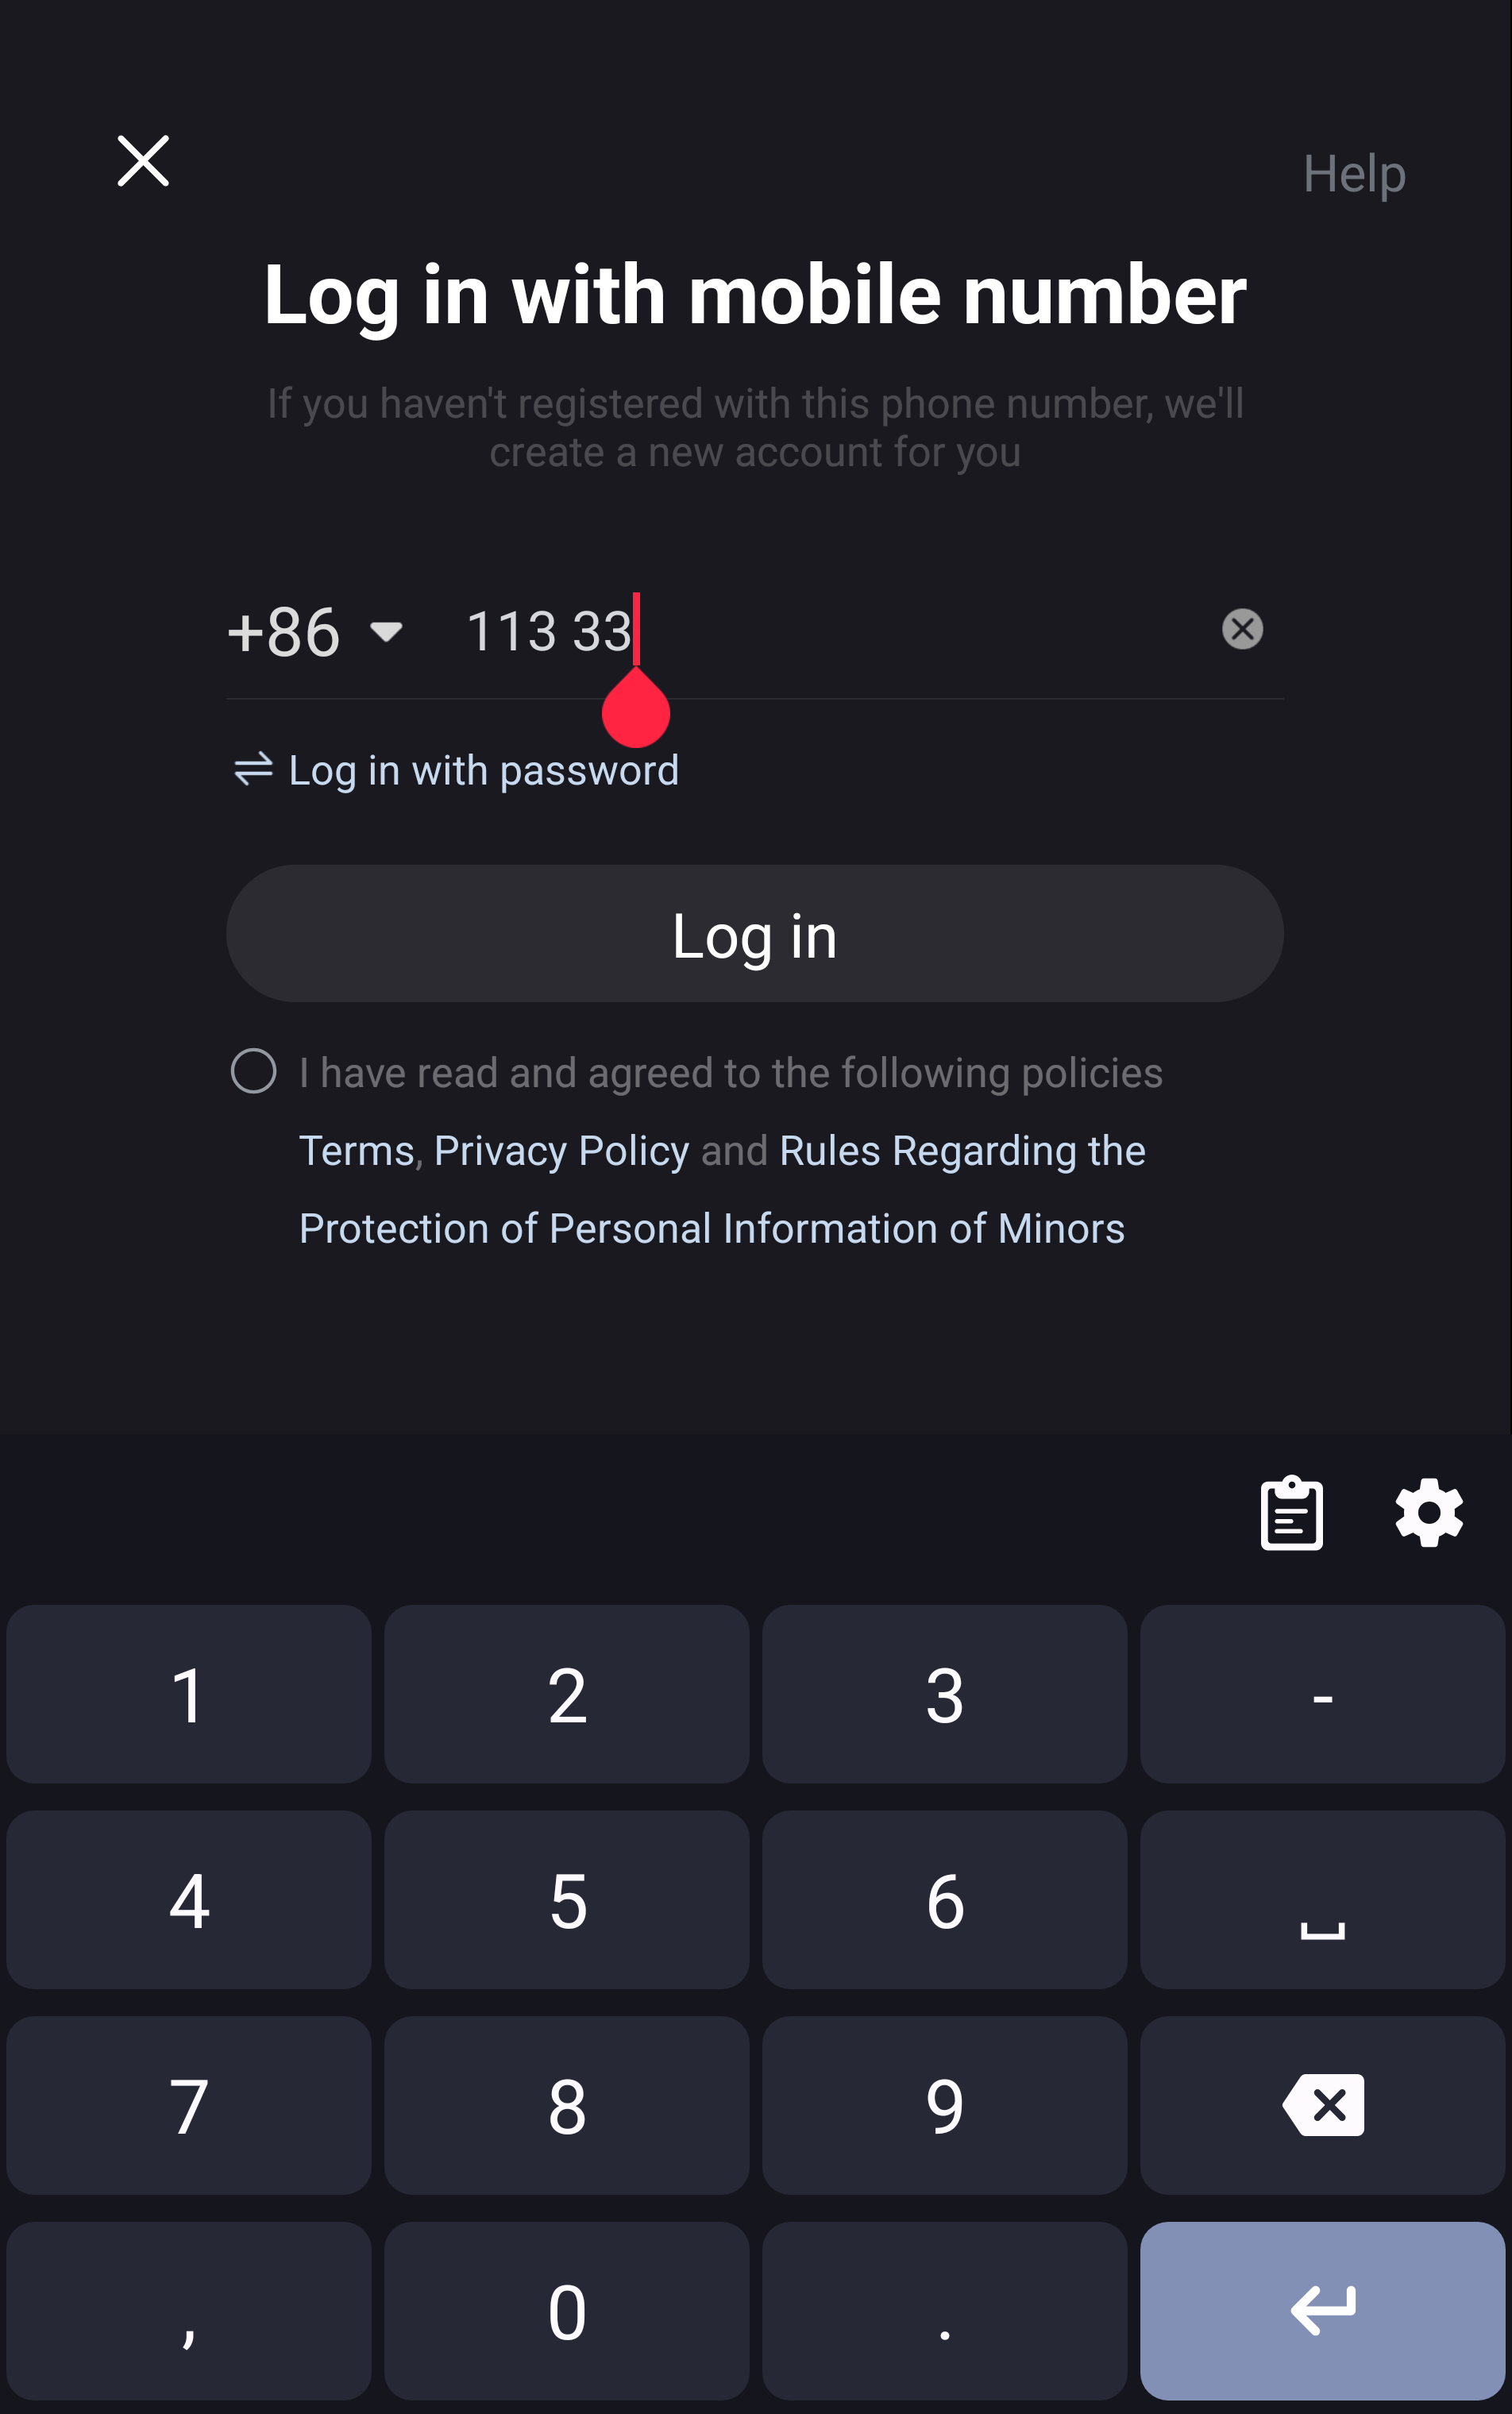 Help
Log in with mobile number
If you haven't registered with this phone number, we'll
create a new account for you
+86 113 33
Log in with password
Log in
I have read and agreed to the following policies
Terms, Privacy Policy and Rules Regarding the
Protection of Personal Information of Minors
1 2 3 -
4 5 6
7 8 9
, 0 .